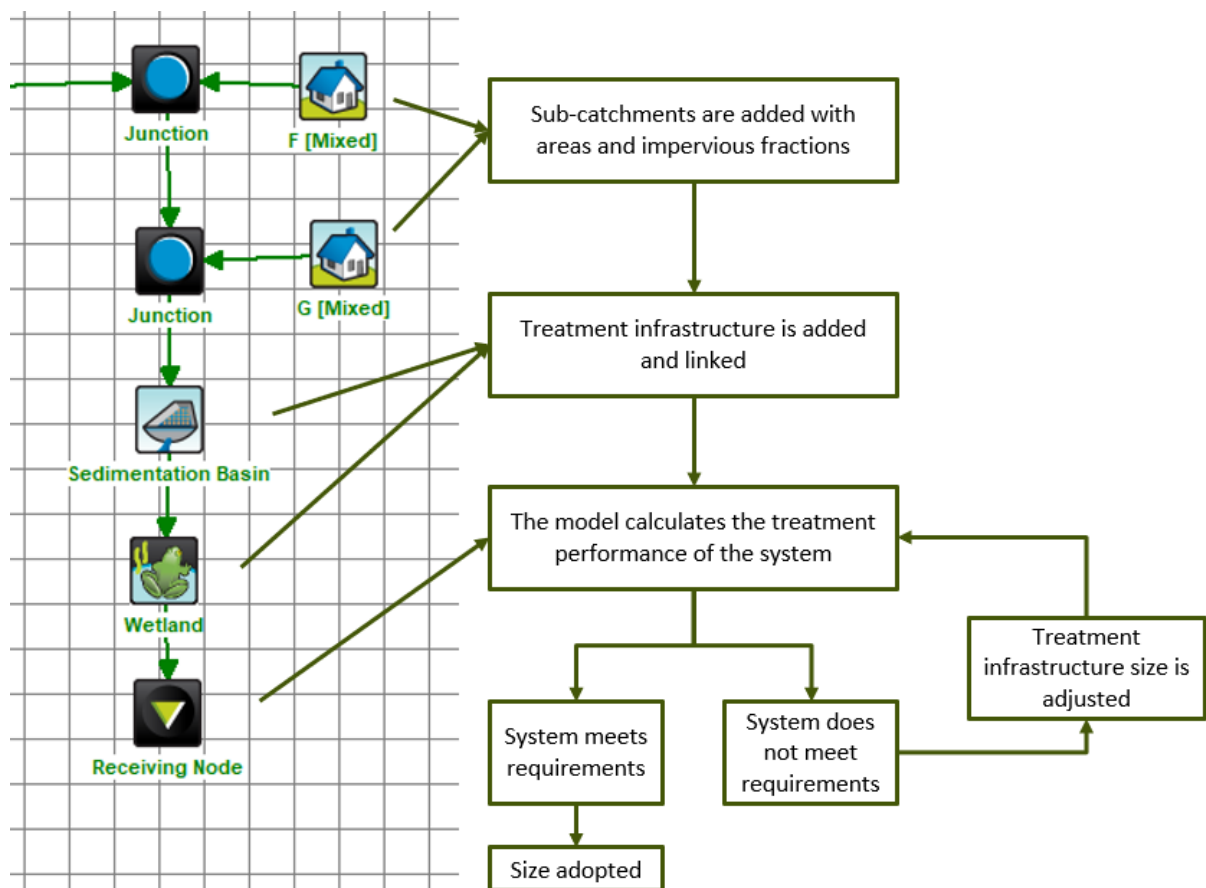 Junction
F [Mixed]
Junction
G [Mixed]
Sedimentation Basin
Wetland
Receiving Node
Sub-catchments are added with
areas and impervious fractions
Treatment infrastructure is added
and linked
The model calculates the treatment
performance of the system
System meets
requirements
System does
not meet
requirements
Treatment
infrastructure size is
adjusted
Size adopted